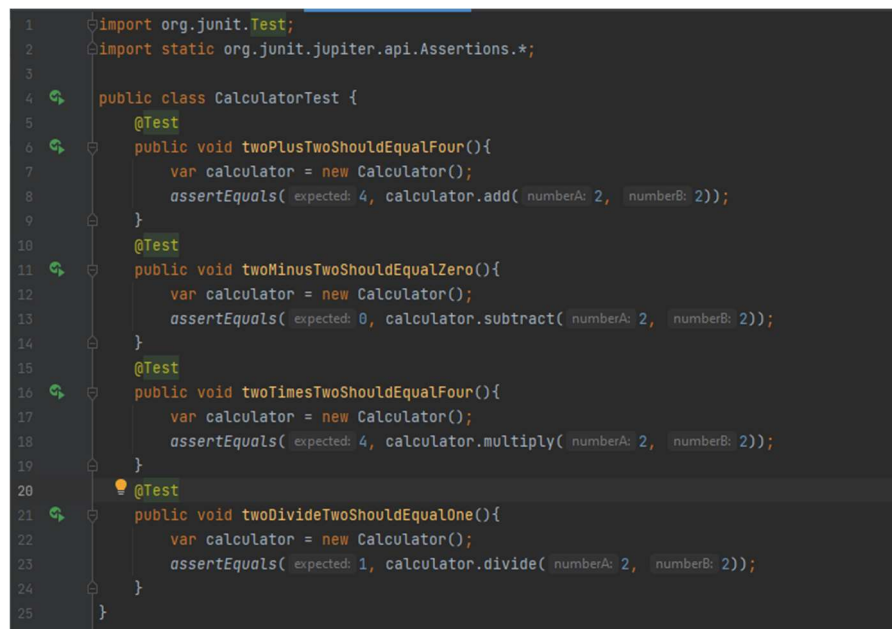 1 import org.junit.Test;
2 import static org.junit.jupiter.api.Assertions.*;
3
4 public class CalculatorTest {
5 @Test
6 public void twoPlusTwoShouldEqualFour(){
7 var calculator = new Calculator();
8 assertEquals( expected: 4, calculator.add( numberA: 2, numberB: 2));
9 }
10 @Test
11 public void twoMinusTwoShouldEqualZero(){
12 var calculator = new Calculator();
13 assertEquals( expected: 0, calculator.subtract( numberA: 2, numberB: 2));
14 }
15 @Test
16 public void twoTimesTwoShouldEqualFour(){
17 var calculator = new Calculator();
18 assertEquals( expected: 4, calculator.multiply( numberA: 2, numberB: 2));
19 }
20 @Test
21 public void twoDivideTwoShouldEqualOne(){
22 var calculator = new Calculator();
23 assertEquals( expected: 1, calculator.divide( numberA: 2, numberB: 2));
24 }
25 }